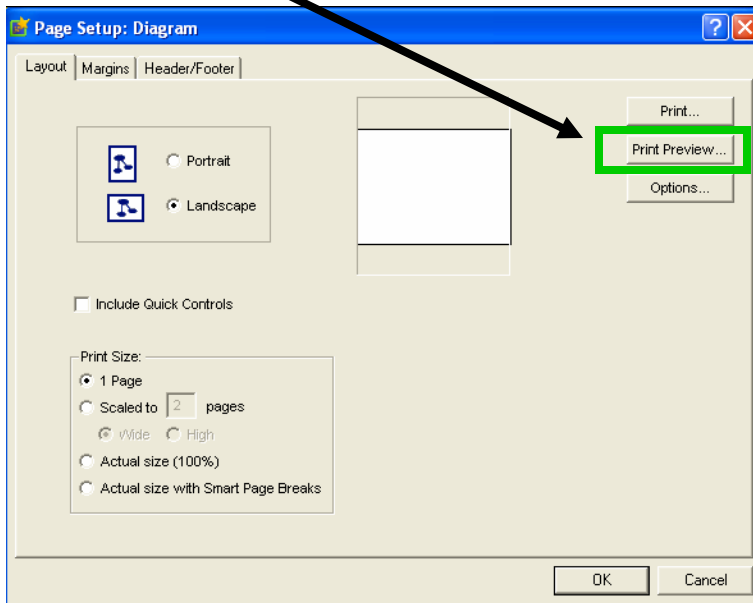 Page Setup: Diagram
Layout Margins Header/Footer
Print...
Print Preview...
Options...
Portrait
Landscape
Include Quick Controls
Print Size:
1 Page
Scaled to 2 pages
Wide High
Actual size (100%)
Actual size with Smart Page Breaks
OK Cancel